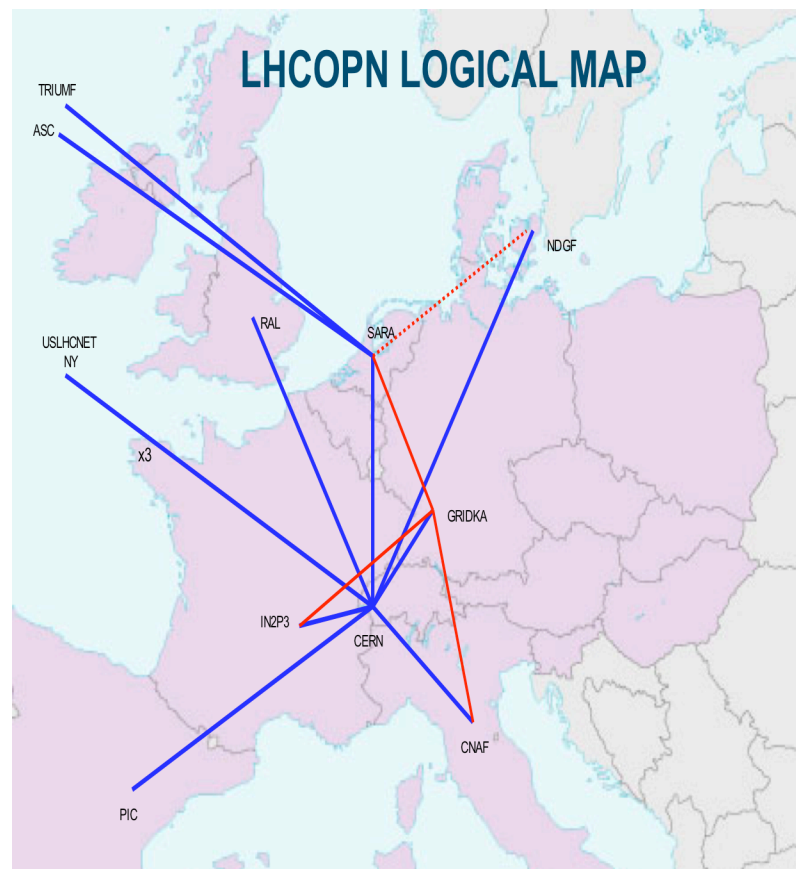 LHCOPN LOGICAL MAP
TRIUMF
ASC
NDGF
RAL
SARA
USLHCNET
NY
x3
GRIDKA
IN2P3
CERN
CNAF
PIC